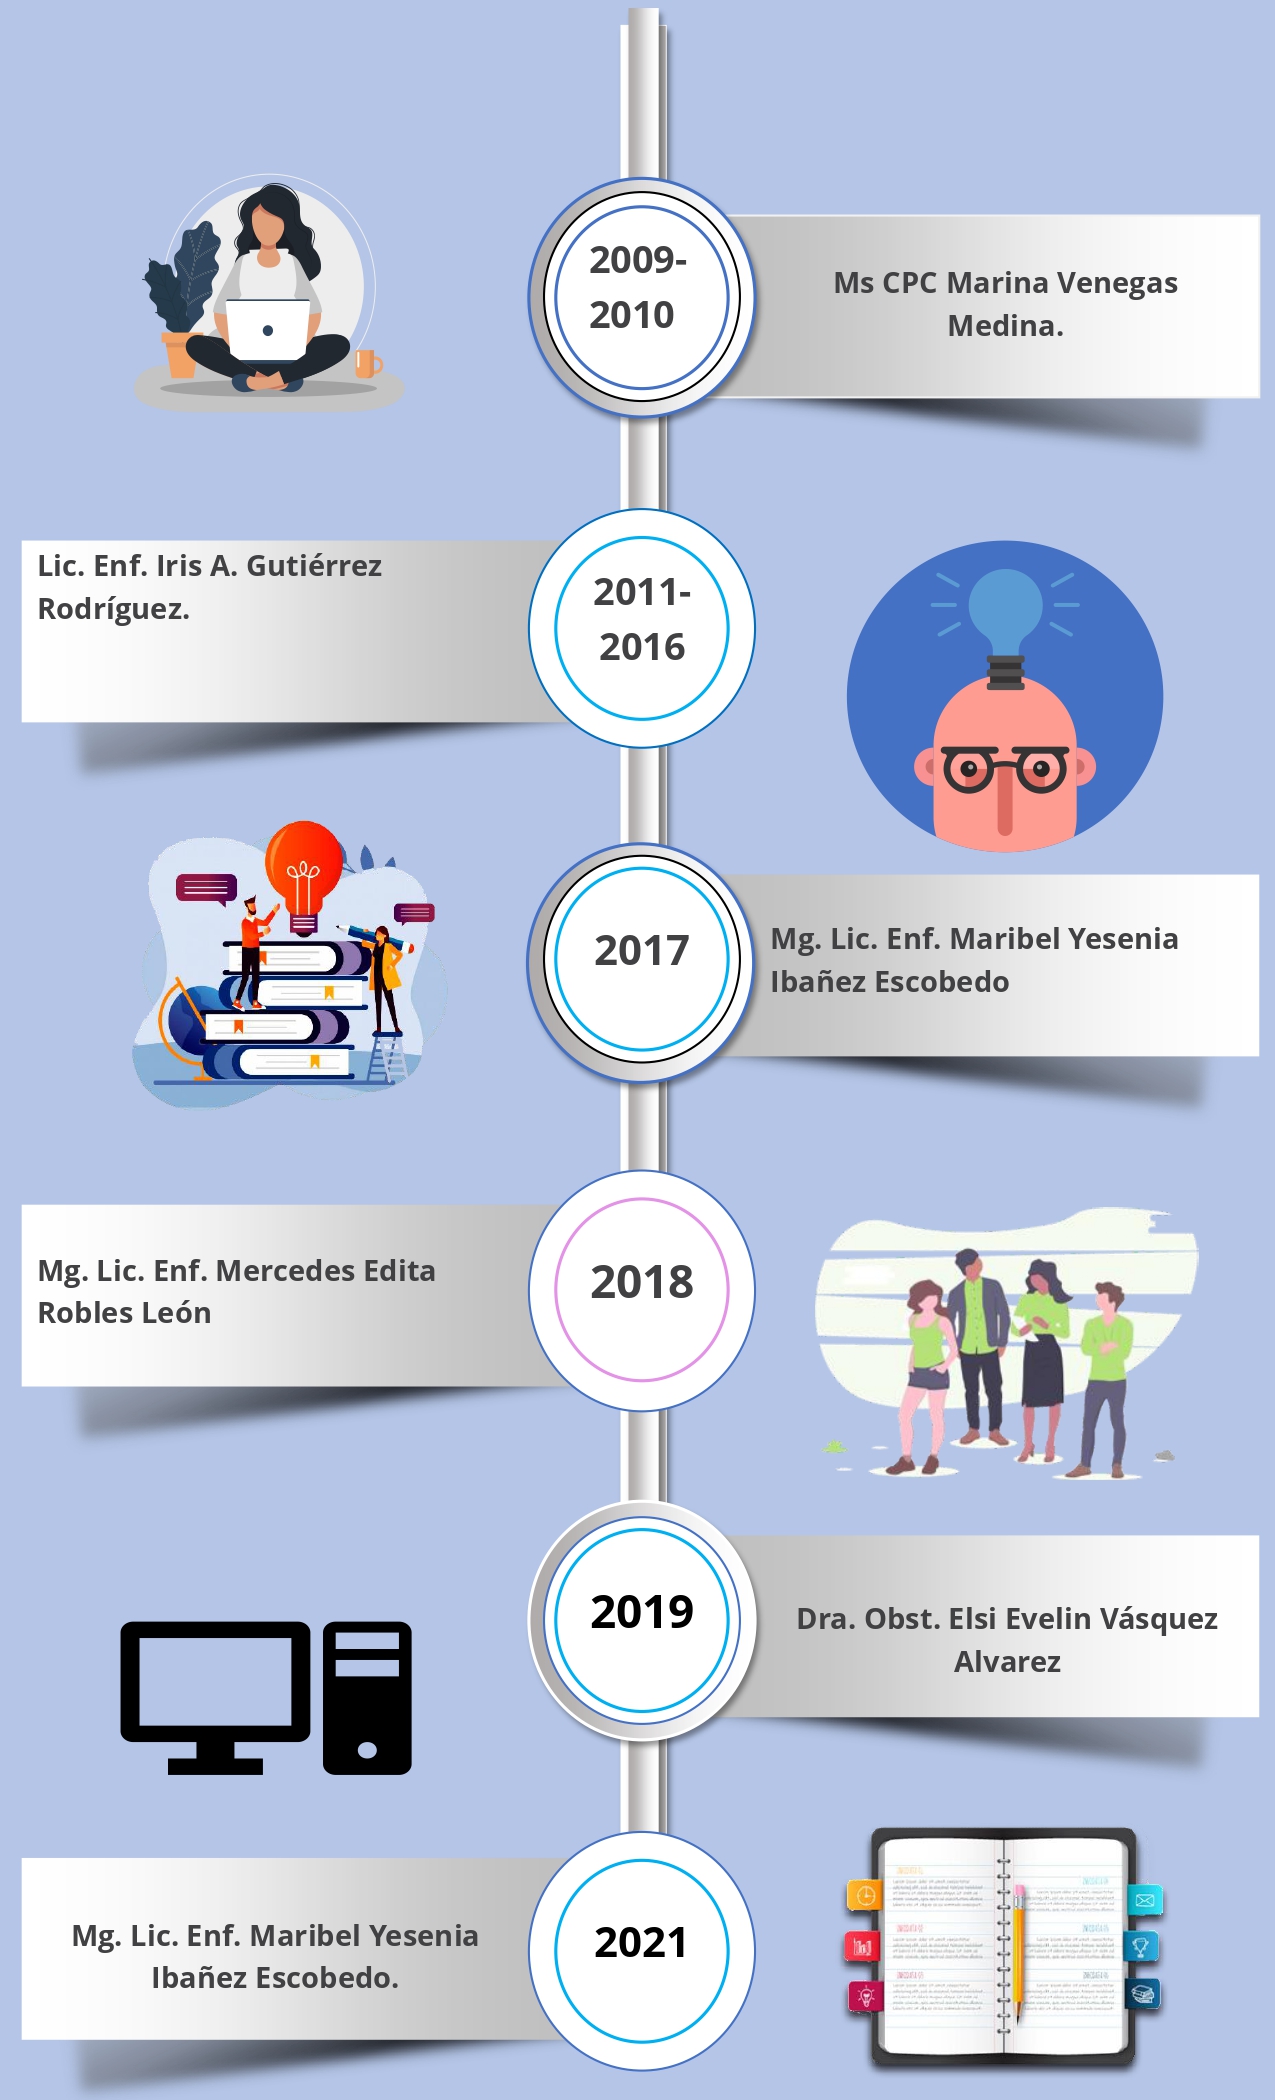 2009-
2010
Ms CPC Marina Venegas
Medina.
Lic. Enf. Iris A. Gutiérrez
Rodríguez.
2011-
2016
2017
Mg. Lic. Enf. Maribel Yesenia
Ibañez Escobedo
Mg. Lic. Enf. Mercedes Edita
Robles León
2018
2019
Dra. Obst. Elsi Evelin Vásquez
Alvarez
Mg. Lic. Enf. Maribel Yesenia
Ibañez Escobedo.
2021